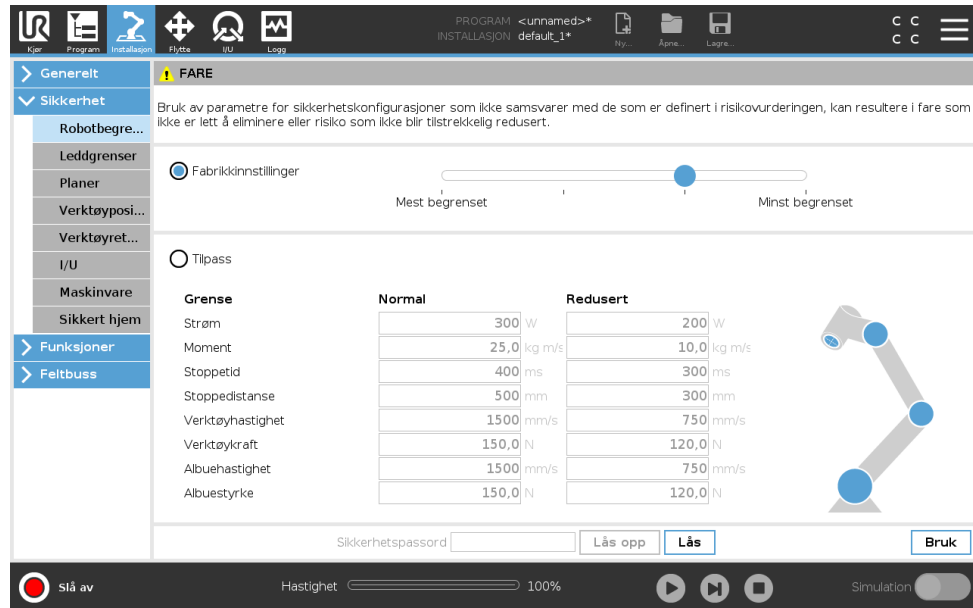 PROGRAM <unnamed>*
INSTALLASJON default_1*
UR
Kjør
Program
Installasjon
Flytte
I/U
Logg
Ny...
Åpne...
Lagre...
C C
C C
Generelt
Sikkerhet
Robotbegre...
Leddgrenser
Planer
Verktøyposi...
Verktøyret...
I/U
Maskinvare
Sikkert hjem
Funksjoner
Feltbuss
FARE
Bruk av parametre for sikkerhetskonfigurasjoner som ikke samsvarer med de som er definert i risikovurderingen, kan resultere i fare som
ikke er lett å eliminere eller risiko som ikke blir tilstrekkelig redusert.
Fabrikkinnstillinger
Mest begrenset
Minst begrenset
Tilpass
Grense Normal Redusert
Strøm 300 W 200 W
Moment 25,0 kg m/s 10,0 kg m/s
Stoppetid 400 ms 300 ms
Stoppedistanse 500 mm 300 mm
Verktøyhastighet 1500 mm/s 750 mm/s
Verktøykraft 150,0 N 120,0 N
Albuehastighet 1500 mm/s 750 mm/s
Albuestyrke 150,0 N 120,0 N
Sikkerhetspassord Lås opp Lås Bruk
Slå av Hastighet 100% Simulation